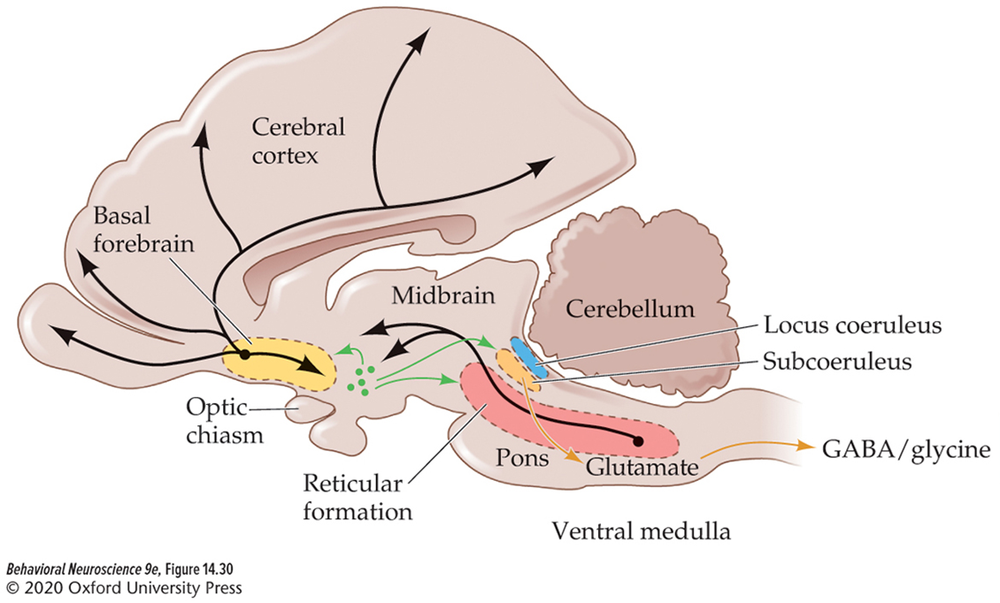 Cerebral
cortex
Basal
forebrain
Midbrain
Cerebellum
Locus coeruleus
Subcoeruleus
Optic
chiasm
Reticular
formation
Pons
Glutamate
GABA/glycine
Ventral medulla
Behavioral Neuroscience 9e, Figure 14.30
© 2020 Oxford University Press